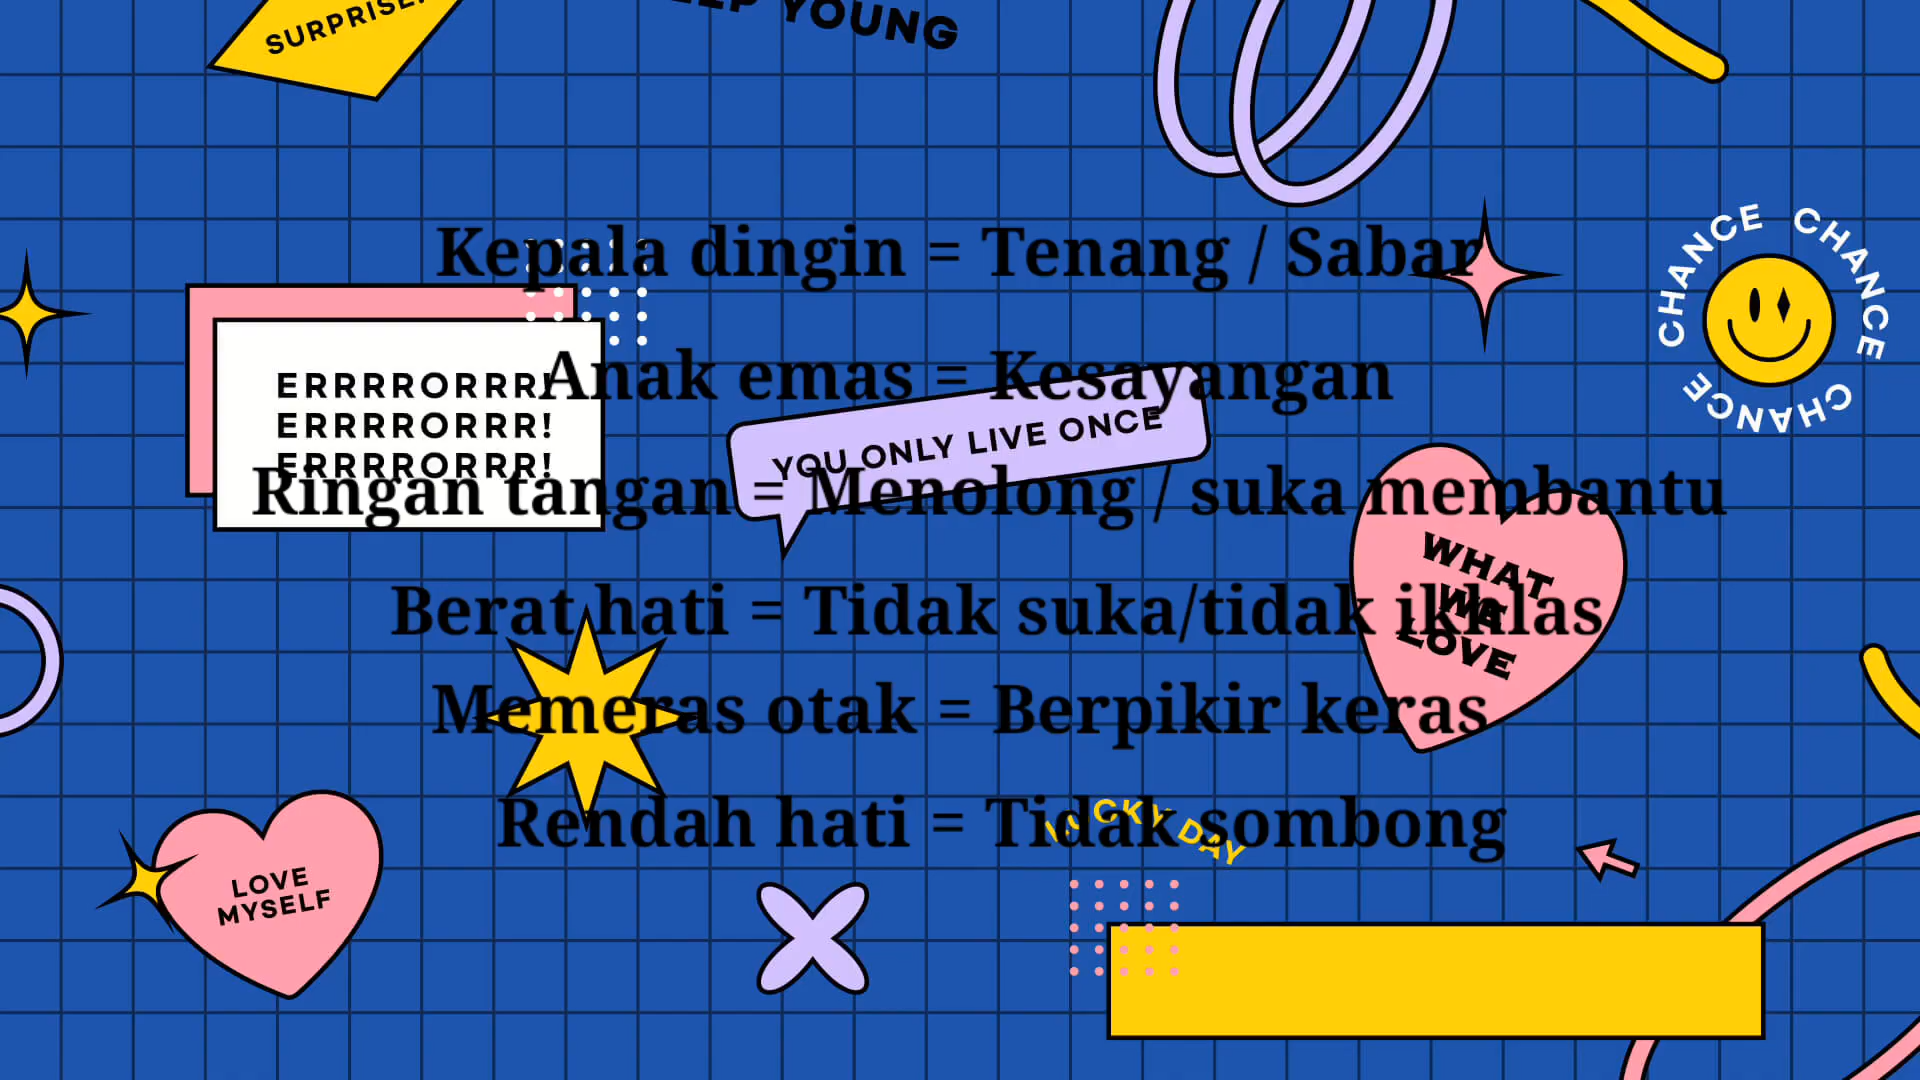 SURPRISE!
YOUNG
CHANCE CHANCE CHANCE
Kepala dingin = Tenang / Sabar
ERRRRORRR!
ERRRRORRR!
ERRRRORRR!
Anak emas = Kesayangan
YOU ONLY LIVE ONCE
Ringan tangan = Menolong / suka membantu
WHAT
WE
LOVE
Berat hati = Tidak suka/tidak ikhlas
Memeras otak = Berpikir keras
Rendah hati = Tidak sombong
LUCKY DAY
LOVE
MYSELF